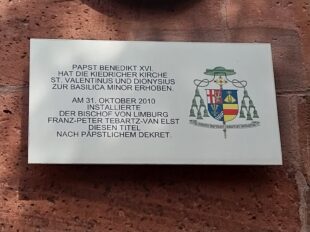 PAPST BENEDIKT XVI.
HAT DIE KIEDRICHER KIRCHE
ST. VALENTINUS UND DIONYSIUS
ZUR BASILICA MINOR ERHOBEN.
AM 31. OKTOBER 2010
INSTALLIERTE
DER BISCHOF VON LIMBURG
FRANZ-PETER TEBARTZ-VAN ELST
DIESEN TITEL
NACH PÄPSTLICHEM DEKRET.